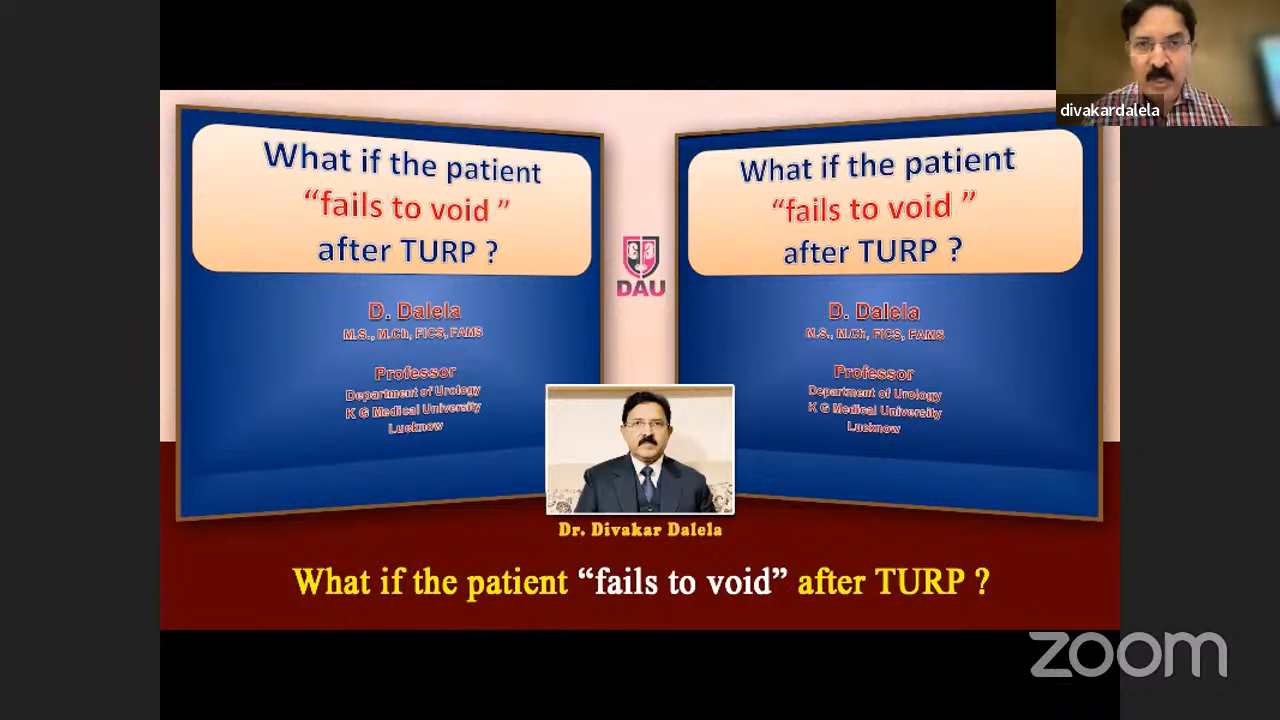 divakardalela
What if the patient
“fails to void ”
after TURP ?
D. Dalela
M.S., M.Ch, FICS, FAMS
Professor
Department of Urology
K G Medical University
Lucknow
DAU
What if the patient
“fails to void ”
after TURP ?
D. Dalela
M.S., M.Ch, FICS, FAMS
Professor
Department of Urology
K G Medical University
Lucknow
Dr. Divakar Dalela
What if the patient “fails to void” after TURP ?
zoom